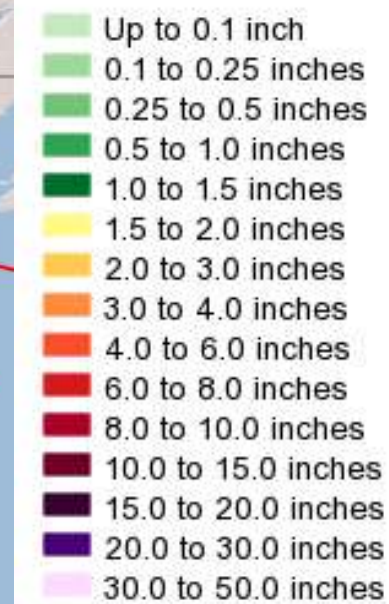 Up to 0.1 inch
0.1 to 0.25 inches
0.25 to 0.5 inches
0.5 to 1.0 inches
1.0 to 1.5 inches
1.5 to 2.0 inches
2.0 to 3.0 inches
3.0 to 4.0 inches
4.0 to 6.0 inches
6.0 to 8.0 inches
8.0 to 10.0 inches
10.0 to 15.0 inches
15.0 to 20.0 inches
20.0 to 30.0 inches
30.0 to 50.0 inches